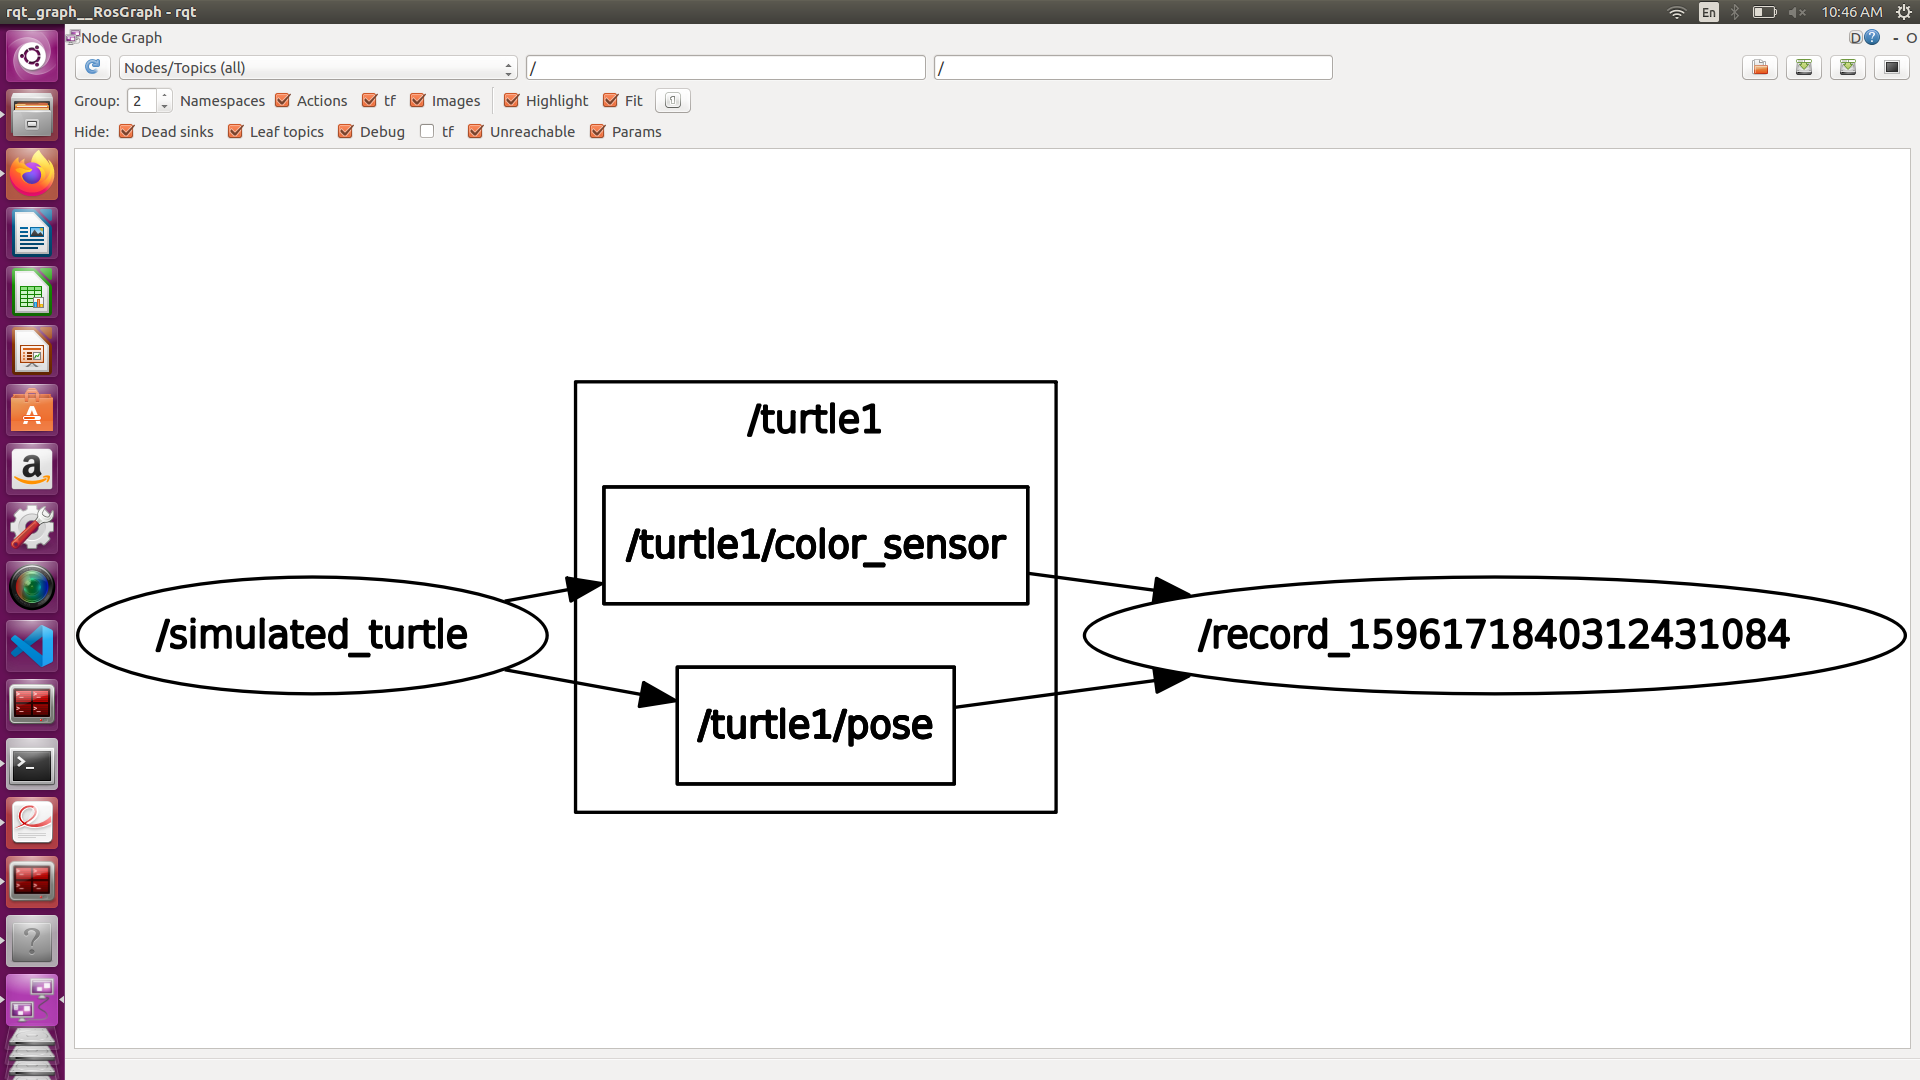 rqt_graph__RosGraph - rqt
En
10:46 AM
Node Graph
D
?
- O
Nodes/Topics (all)
/
/
Group: 2 Namespaces Actions tf Images Highlight Fit
Hide: Dead sinks Leaf topics Debug tf Unreachable Params
/turtle1
/turtle1/color_sensor
/simulated_turtle
/record_1596171840312431084
/turtle1/pose